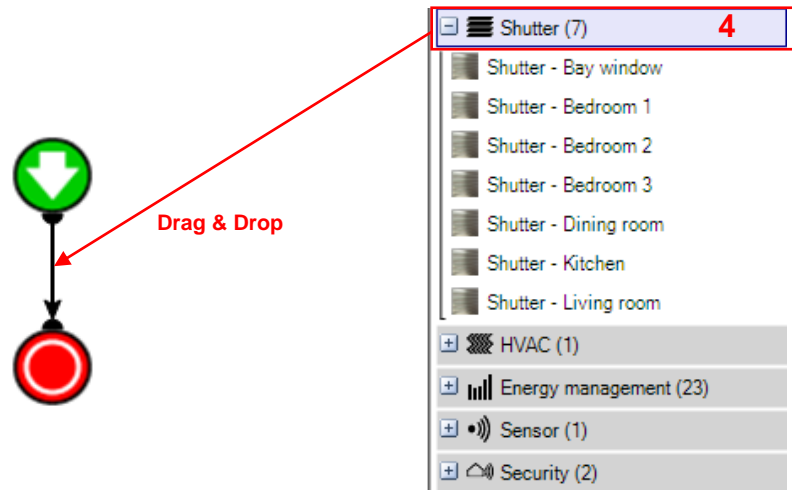 Shutter (7) 4
Shutter - Bay window
Shutter - Bedroom 1
Shutter - Bedroom 2
Shutter - Bedroom 3
Shutter - Dining room
Shutter - Kitchen
Shutter - Living room
HVAC (1)
Energy management (23)
Sensor (1)
Security (2)
Drag & Drop